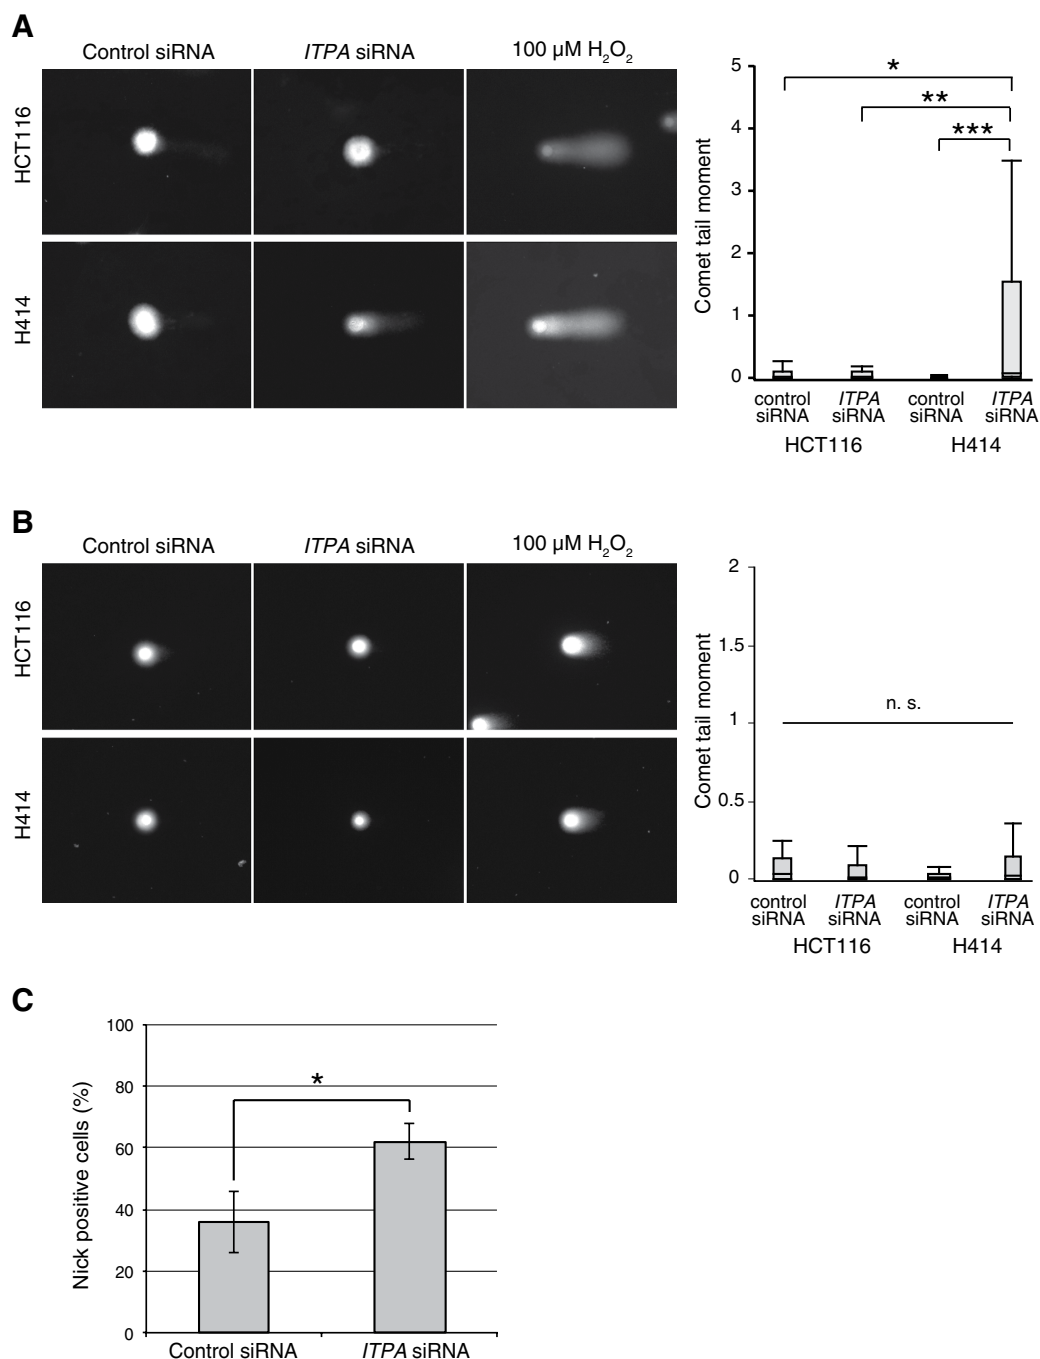 A
Control siRNA ITPA siRNA 100 µM H2O2
HCT116
H414
Comet tail moment
5
4
3
2
1
0
*
**
***
control siRNA ITPA siRNA control siRNA ITPA siRNA
HCT116 H414
B
Control siRNA ITPA siRNA 100 µM H2O2
HCT116
H414
Comet tail moment
2
1.5
1
0.5
0
n. s.
control siRNA ITPA siRNA control siRNA ITPA siRNA
HCT116 H414
C
Nick positive cells (%)
100
80
60
40
20
0
*
Control siRNA ITPA siRNA